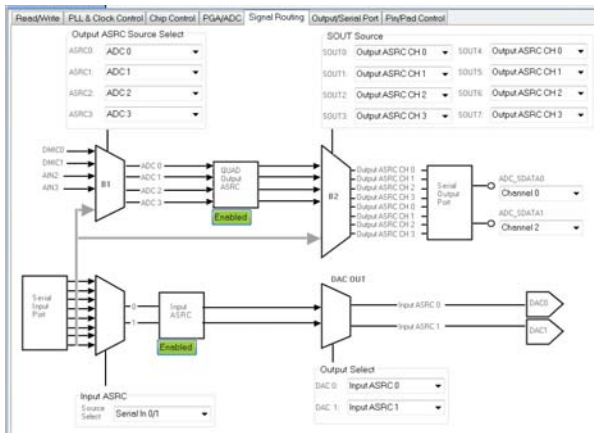 Read/Write PLL & Clock Control Chip Control PGA/ADC Signal Routing Output/Serial Port Pin/Pad Control
Output ASRC Source Select
ASRC0: ADC 0
ASRC1: ADC 1
ASRC2: ADC 2
ASRC3: ADC 3
SOUT Source
SOUT0: Output ASRC CH 0 SOUT4: Output ASRC CH 0
SOUT1: Output ASRC CH 1 SOUT5: Output ASRC CH 1
SOUT2: Output ASRC CH 2 SOUT6: Output ASRC CH 2
SOUT3: Output ASRC CH 3 SOUT7: Output ASRC CH 3
DMIC0
DMIC1
AIN2
AIN3
B1
ADC 0
ADC 1
ADC 2
ADC 3
QUAD
Output
ASRC
Enabled
B2
Output ASRC CH 0
Output ASRC CH 1
Output ASRC CH 2
Output ASRC CH 3
Output ASRC CH 0
Output ASRC CH 1
Output ASRC CH 2
Output ASRC CH 3
Serial
Output
Port
ADC_SDATA0
Channel 0
ADC_SDATA1
Channel 2
Serial
Input
Port
0
1
Input
ASRC
Enabled
DAC OUT
Input ASRC 0
Input ASRC 1
DAC0
DAC1
Input ASRC
Source
Select
Serial In 0/1
Output Select
DAC 0: Input ASRC 0
DAC 1: Input ASRC 1